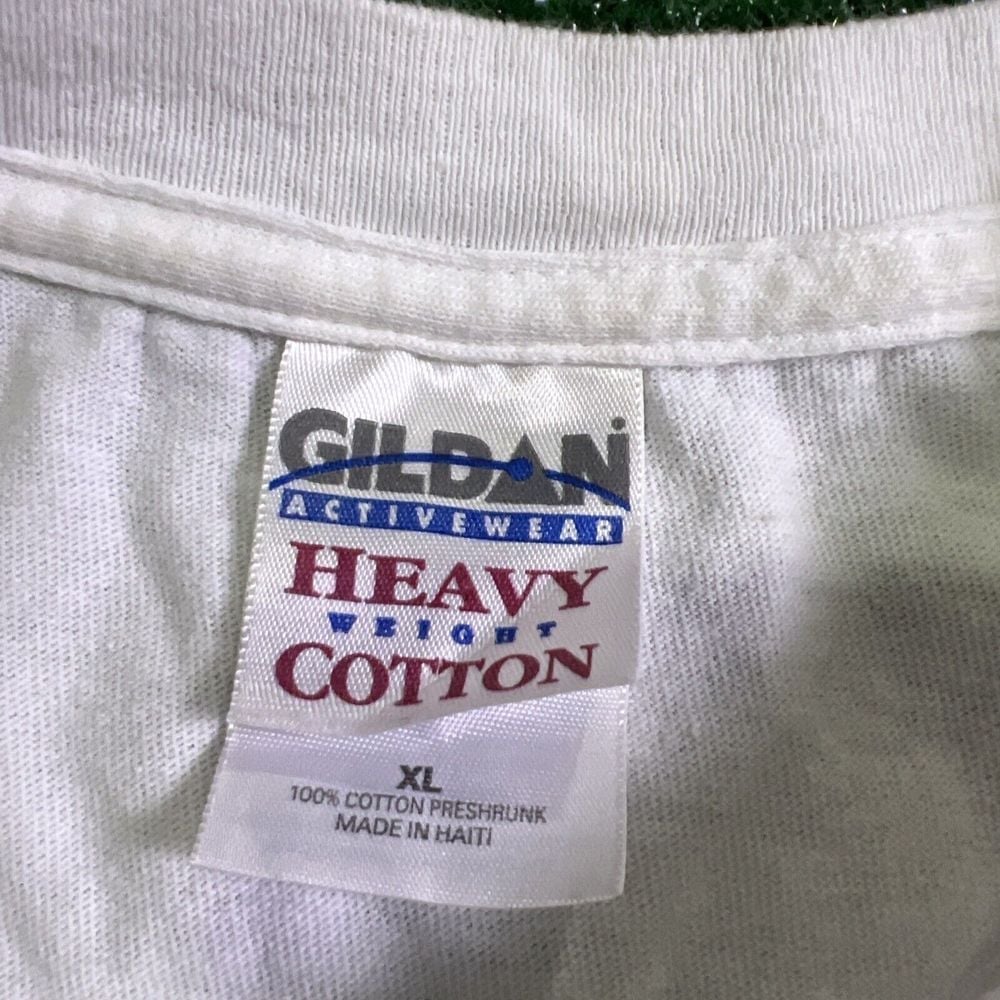 GILDAN
ACTIVEWEAR
HEAVY
WEIGHT
COTTON
XL
100% COTTON PRESHRUNK
MADE IN HAITI